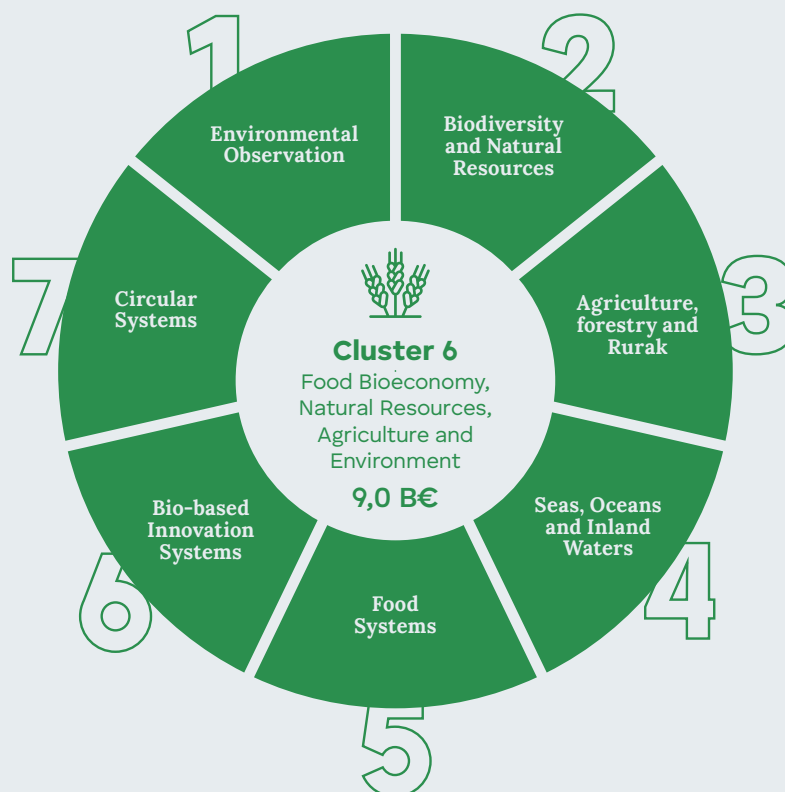 1
Environmental
Observation
2
Biodiversity
and Natural
Resources
3
Agriculture,
forestry and
Rurak
4
Seas, Oceans
and Inland
Waters
5
Food
Systems
6
Bio-based
Innovation
Systems
7
Circular
Systems
Cluster 6
Food Bioeconomy,
Natural Resources,
Agriculture and
Environment
9,0 B€